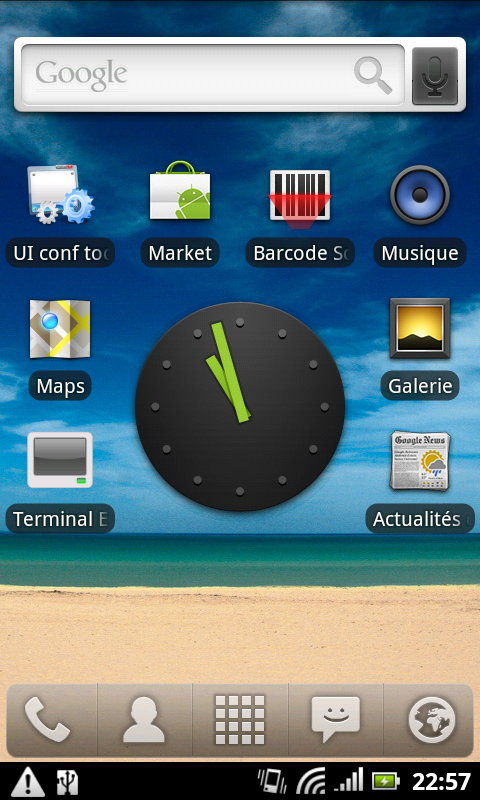 Google
UI conf too
Market
Barcode Sc
Musique
Maps
Galerie
Google News
Terminal E
Actualités
22:57